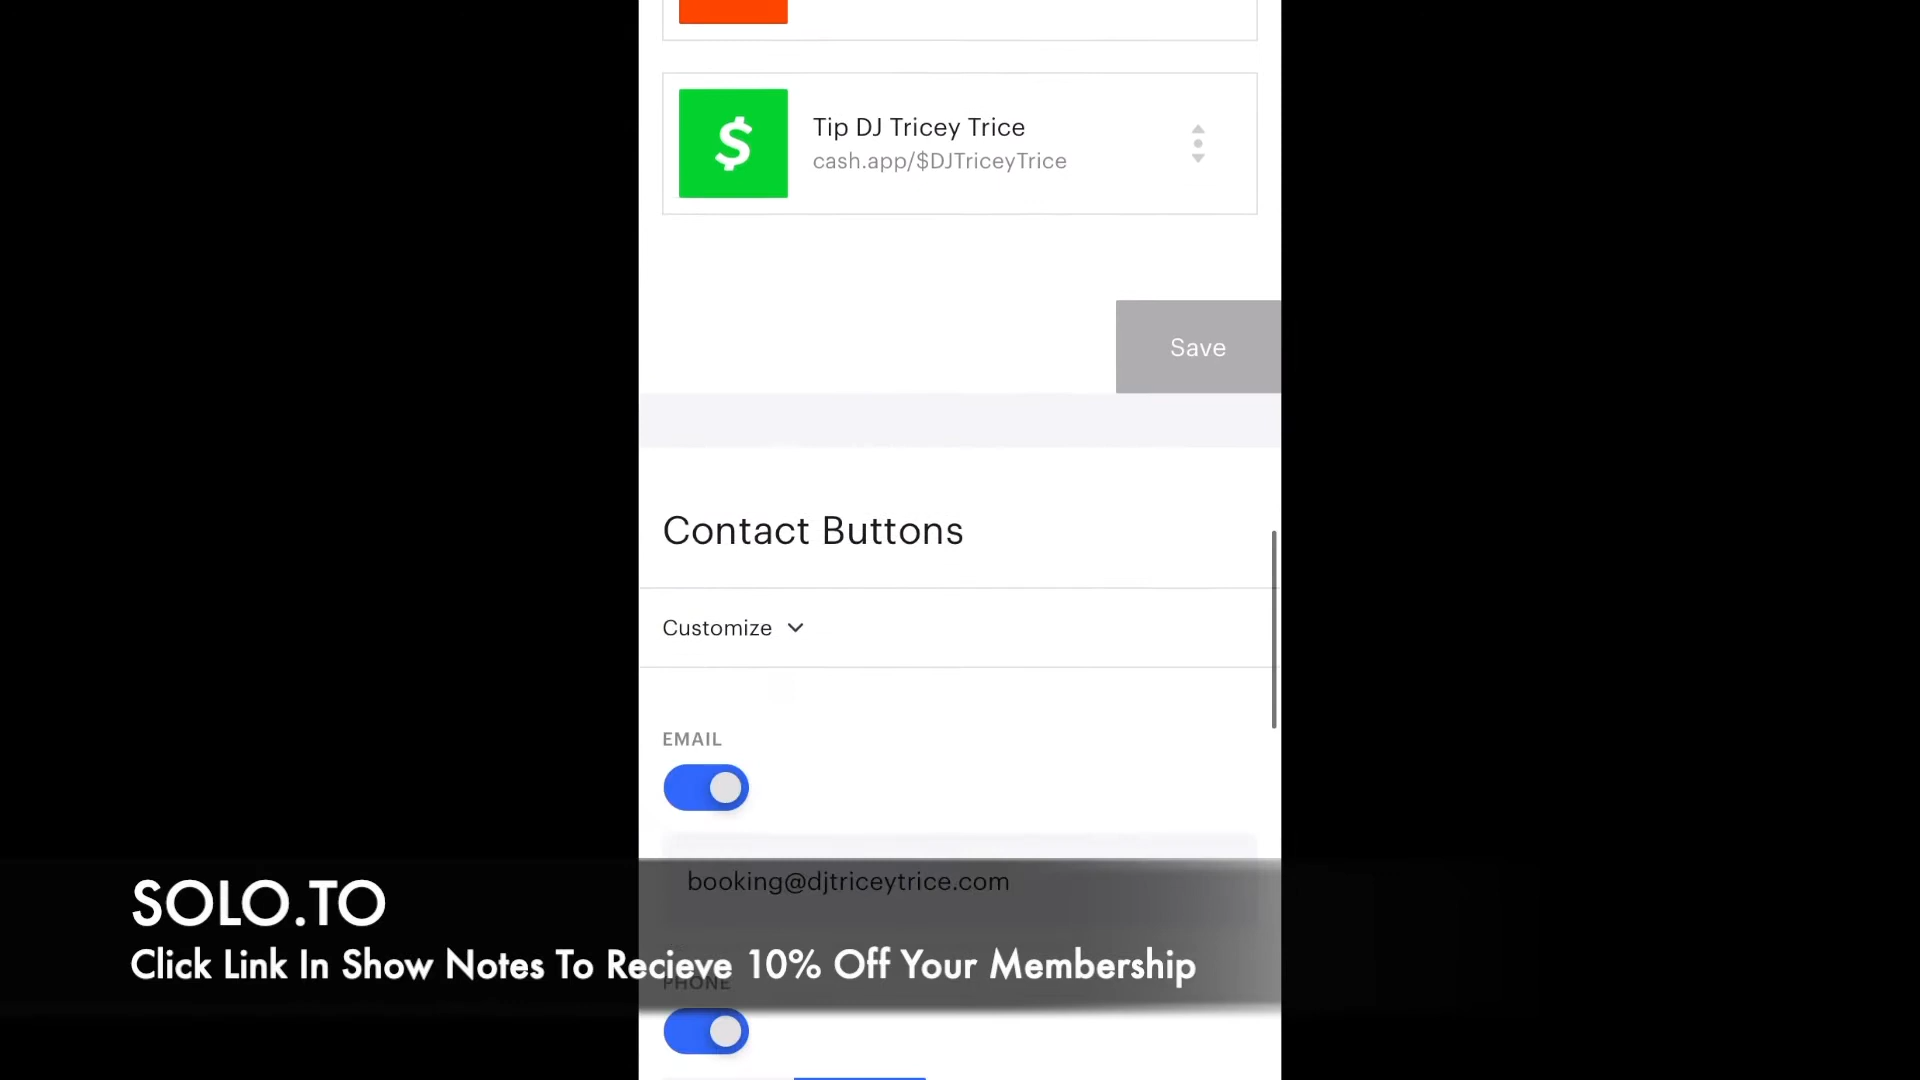 $
Tip DJ Tricey Trice
cash.app/$DJTriceyTrice
Save
Contact Buttons
Customize
EMAIL
booking@djtriceytrice.com
SOLO.TO
Click Link In Show Notes To Recieve 10% Off Your Membership
PHONE